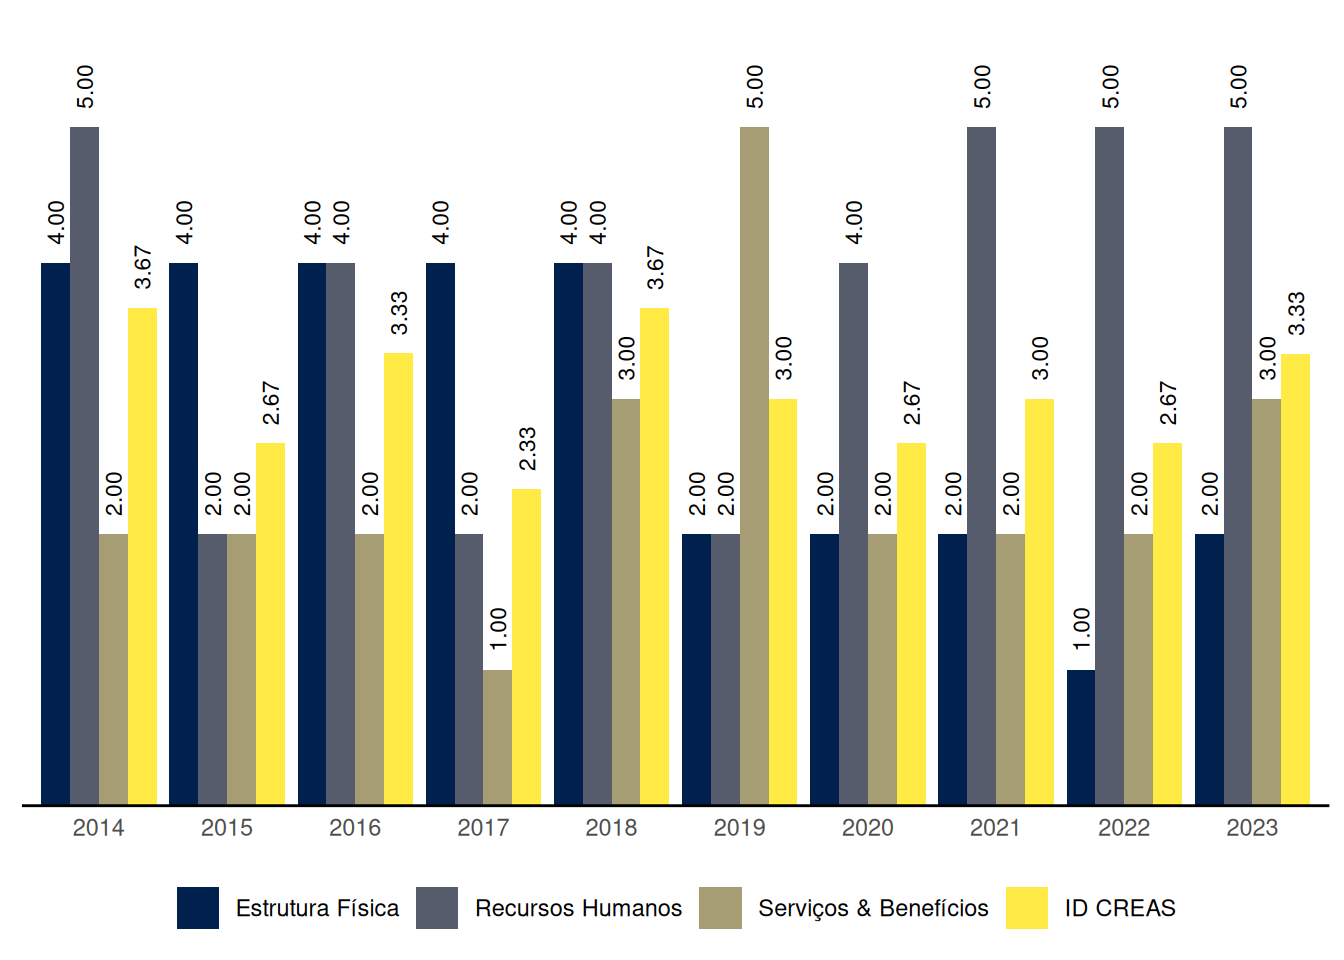 4.00 5.00 2.00 3.67
4.00 2.00 2.00 2.67
4.00 4.00 2.00 3.33
4.00 2.00 1.00 2.33
4.00 4.00 3.00 3.67
2.00 2.00 5.00 3.00
2.00 4.00 2.00 2.67
2.00 5.00 2.00 3.00
1.00 5.00 2.00 2.67
2.00 5.00 3.00 3.33
2014 2015 2016 2017 2018 2019 2020 2021 2022 2023
Estrutura Física Recursos Humanos Serviços & Benefícios ID CREAS